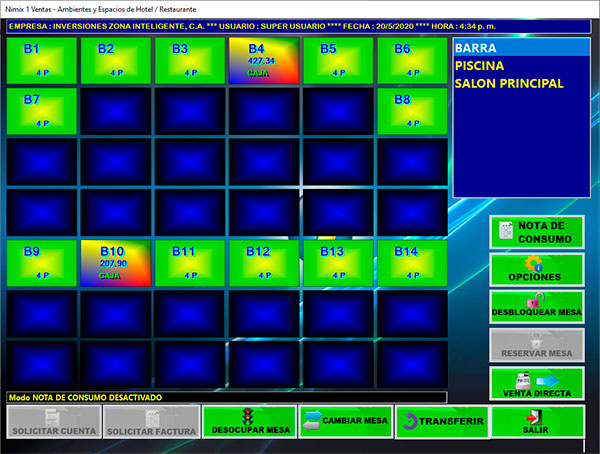 Nimix 1 Ventas - Ambientes y Espacios de Hotel / Restaurante
EMPRESA : INVERSIONES ZONA INTELIGENTE, C.A. *** USUARIO : SUPER USUARIO **** FECHA : 20/5/2020 **** HORA : 4:34 p. m.
B1 B2 B3 B4 B5 B6
4 P 4 P 4 P 427.34 4 P 4 P
CAJA
B7 B8
4 P 4 P
B9 B10 B11 B12 B13 B14
4 P 207.90 4 P 4 P 4 P 4 P
CAJA
BARRA
PISCINA
SALON PRINCIPAL
NOTA DE
CONSUMO
OPCIONES
DESBLOQUEAR MESA
RESERVAR MESA
VENTA DIRECTA
Modo NOTA DE CONSUMO DESACTIVADO
SOLICITAR CUENTA
SOLICITAR FACTURA
DESOCUPAR MESA
CAMBIAR MESA
TRANSFERIR
SALIR